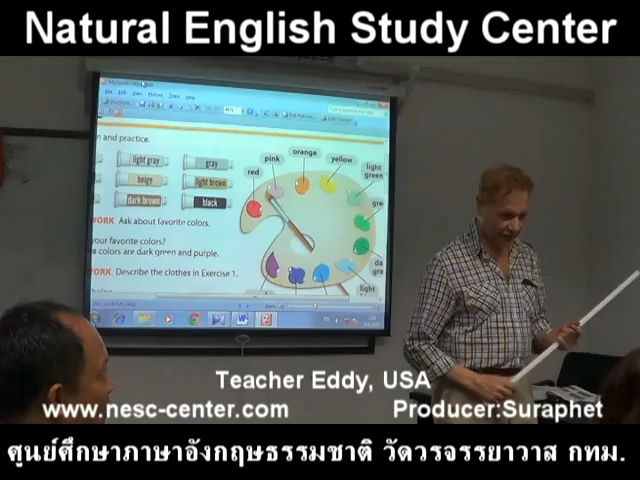 Natural English Study Center
and practice.
light gray
gray
beige
light brown
dark brown
black
red
pink
orange
yellow
light green
WORK Ask about favorite colors.
your favorite colors?
colors are dark green and purple.
WORK Describe the clothes in Exercise 1.
light
Teacher Eddy, USA
www.nesc-center.com
Producer:Suraphet
ศูนย์ศึกษาภาษาอังกฤษธรรมชาติ วัดวรจรรยาวาส กทม.